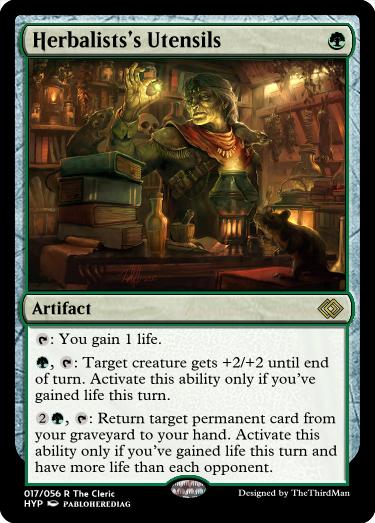 Herbalists's Utensils
Artifact
: You gain 1 life.
, : Target creature gets +2/+2 until end
of turn. Activate this ability only if you've
gained life this turn.
2 , : Return target permanent card from
your graveyard to your hand. Activate this
ability only if you've gained life this turn and
have more life than each opponent.
017/056 R The Cleric
HYP PABLOHEREDIAG
Designed by TheThirdMan